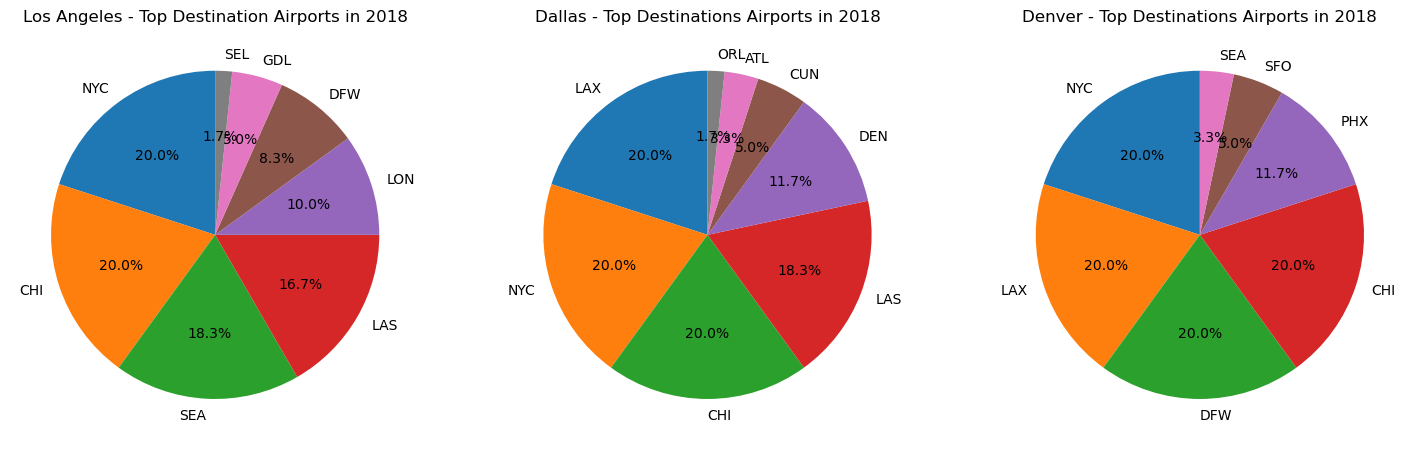 Los Angeles - Top Destination Airports in 2018
SEL
GDL
NYC
DFW
1.7%
5.0%
20.0%
8.3%
LON
10.0%
20.0%
16.7%
CHI
LAS
18.3%
SEA
Dallas - Top Destinations Airports in 2018
ORL
ATL
CUN
LAX
DEN
1.7%
3.3%
5.0%
20.0%
11.7%
20.0%
18.3%
NYC
LAS
20.0%
CHI
Denver - Top Destinations Airports in 2018
SEA
SFO
NYC
PHX
3.3%
5.0%
20.0%
11.7%
20.0%
20.0%
LAX
CHI
20.0%
DFW